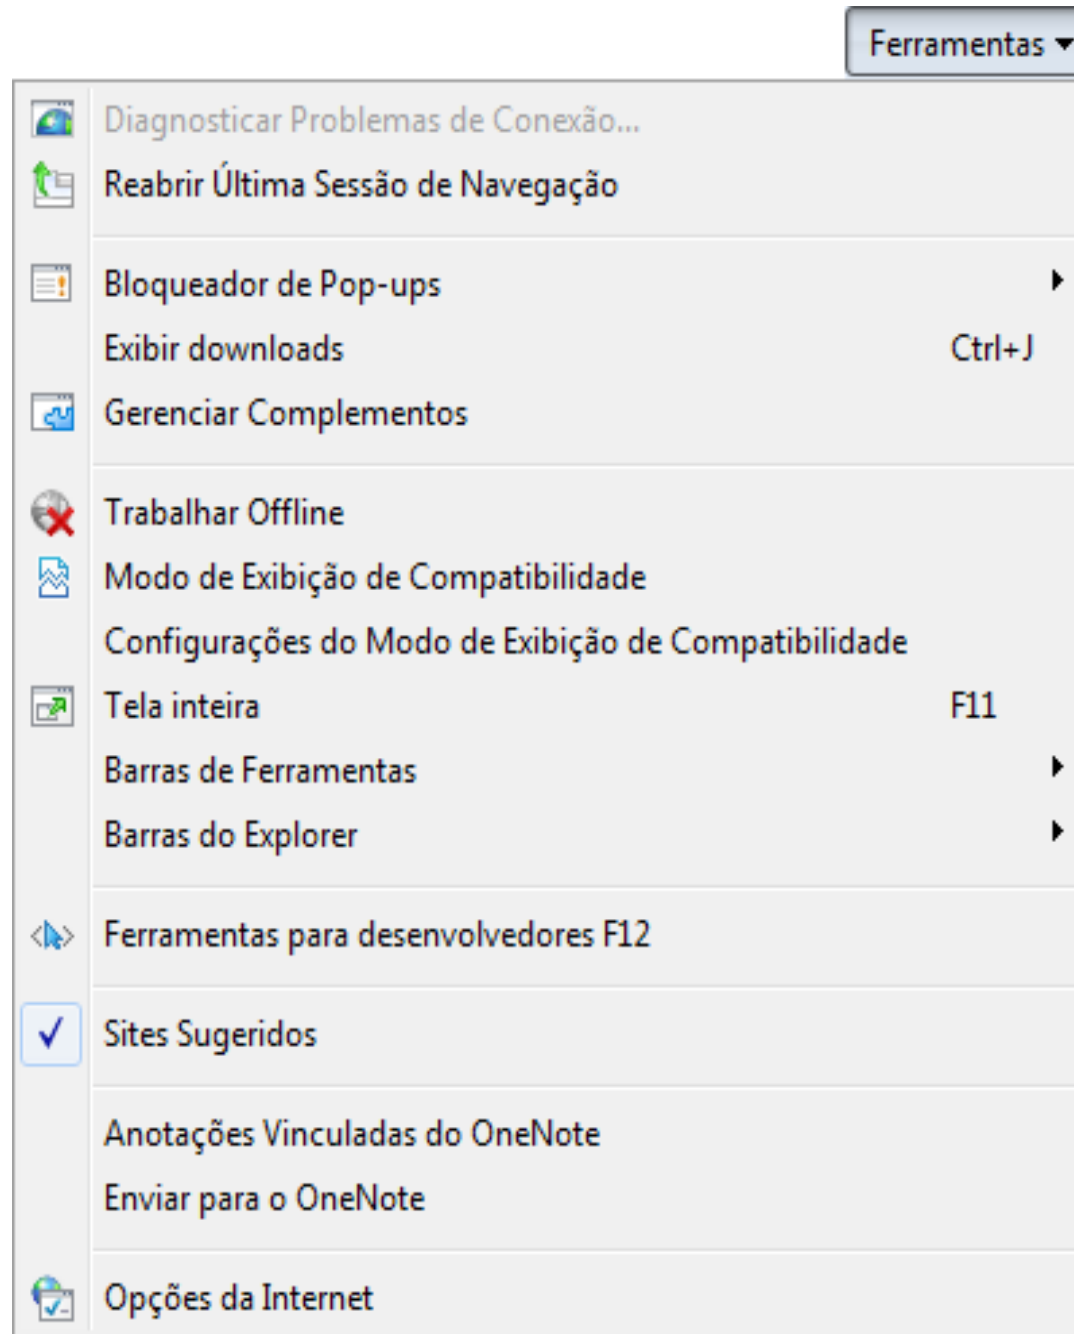 Ferramentas
Diagnosticar Problemas de Conexão...
Reabrir Última Sessão de Navegação
Bloqueador de Pop-ups
Exibir downloads Ctrl+J
Gerenciar Complementos
Trabalhar Offline
Modo de Exibição de Compatibilidade
Configurações do Modo de Exibição de Compatibilidade
Tela inteira F11
Barras de Ferramentas
Barras do Explorer
Ferramentas para desenvolvedores F12
Sites Sugeridos
Anotações Vinculadas do OneNote
Enviar para o OneNote
Opções da Internet